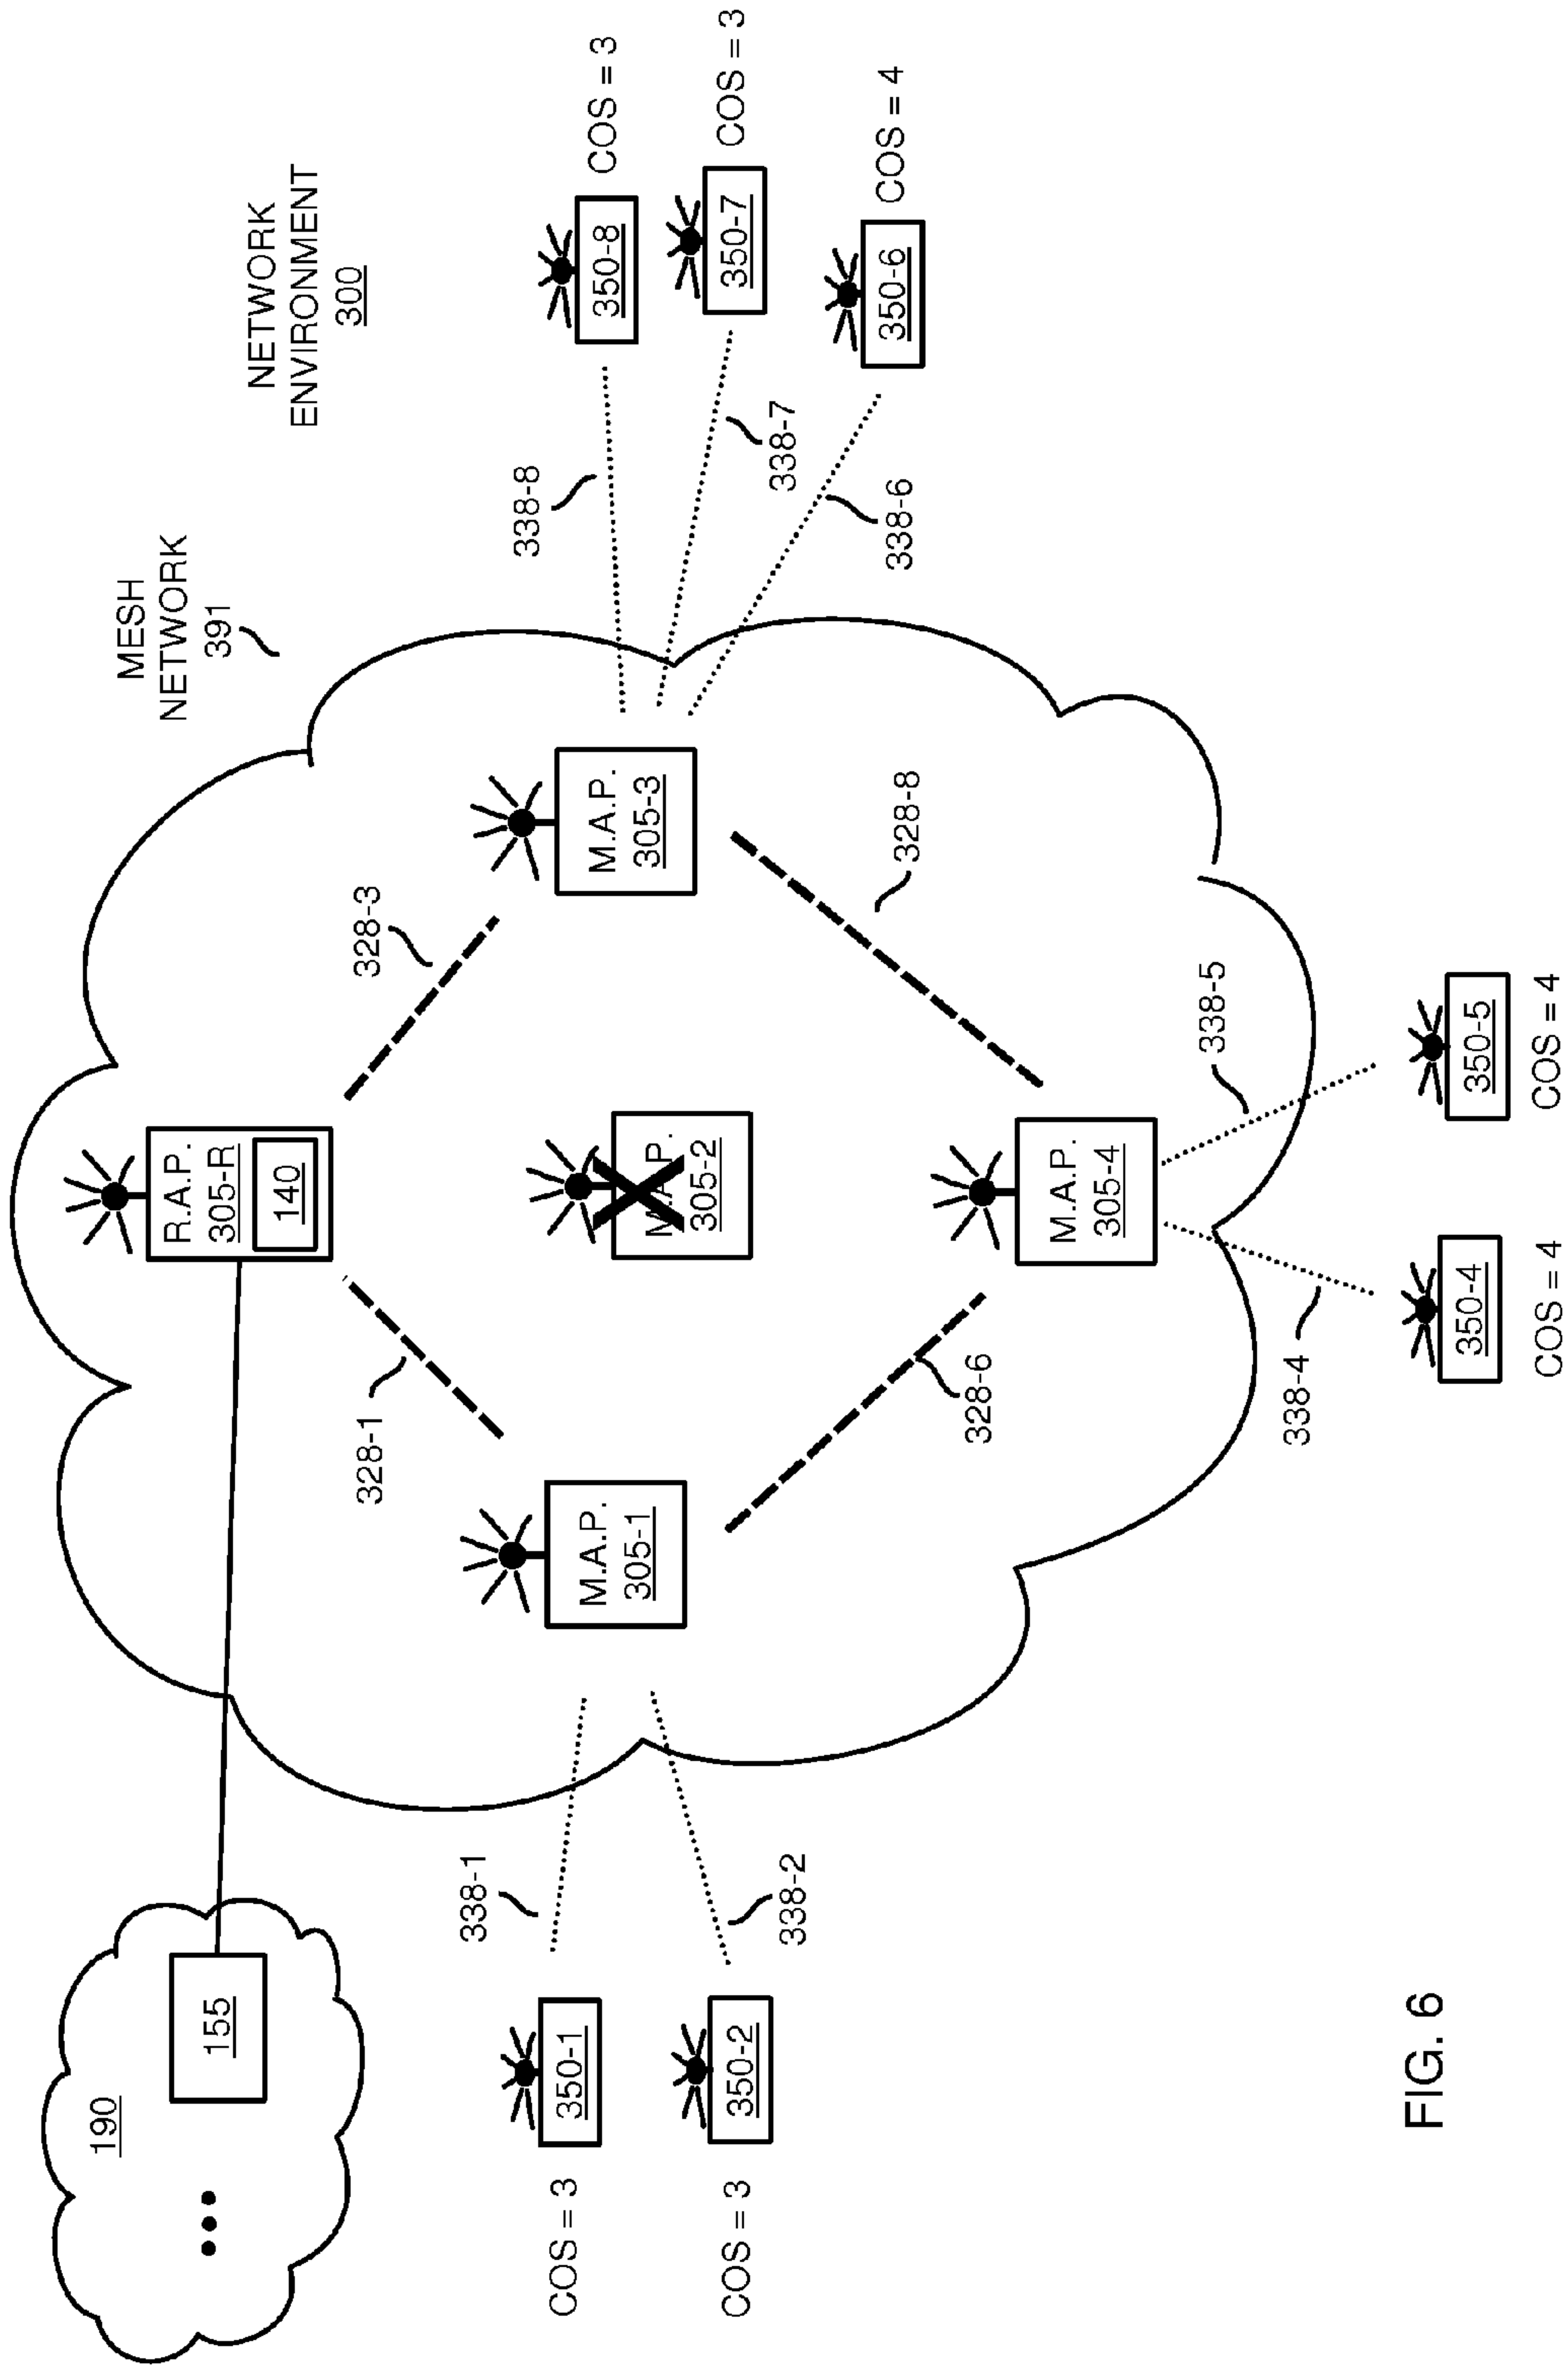 NETWORK
ENVIRONMENT
300
MESH
NETWORK
391
190
155
R.A.P.
305-R
140
328-1
328-3
M.A.P.
305-1
M.A.P.
305-2
M.A.P.
305-3
328-6
328-8
M.A.P.
305-4
338-1
338-2
350-1
COS = 3
350-2
COS = 3
338-8
338-7
338-6
350-8
COS = 3
350-7
COS = 3
350-6
COS = 4
338-4
338-5
350-4
COS = 4
350-5
COS = 4
FIG. 6